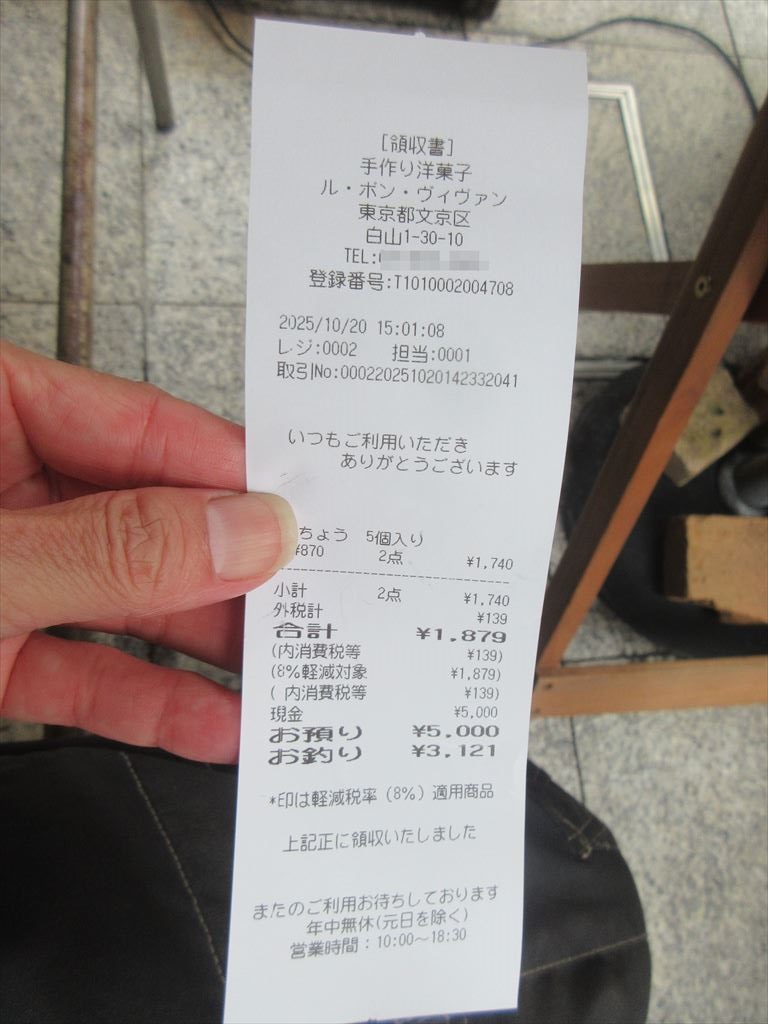 [領収書]
手作り洋菓子
ル・ボン・ヴィヴァン
東京都文京区
白山1-30-10
TEL:
登録番号:T1010002004708
2025/10/20 15:01:08
レジ:0002 担当:0001
取引No:000220251020142332041
いつもご利用いただき
ありがとうございます
ちょう 5個入り
¥870 2点 ¥1,740
小計 2点 ¥1,740
外税計 ¥139
合計 ¥1,879
(内消費税等 ¥139)
(8%軽減対象 ¥1,879)
( 内消費税等 ¥139)
現金 ¥5,000
お預り ¥5,000
お釣り ¥3,121
*印は軽減税率(8%)適用商品
上記正に領収いたしました
またのご利用お待ちしております
年中無休(元日を除く)
営業時間:10:00～18:30